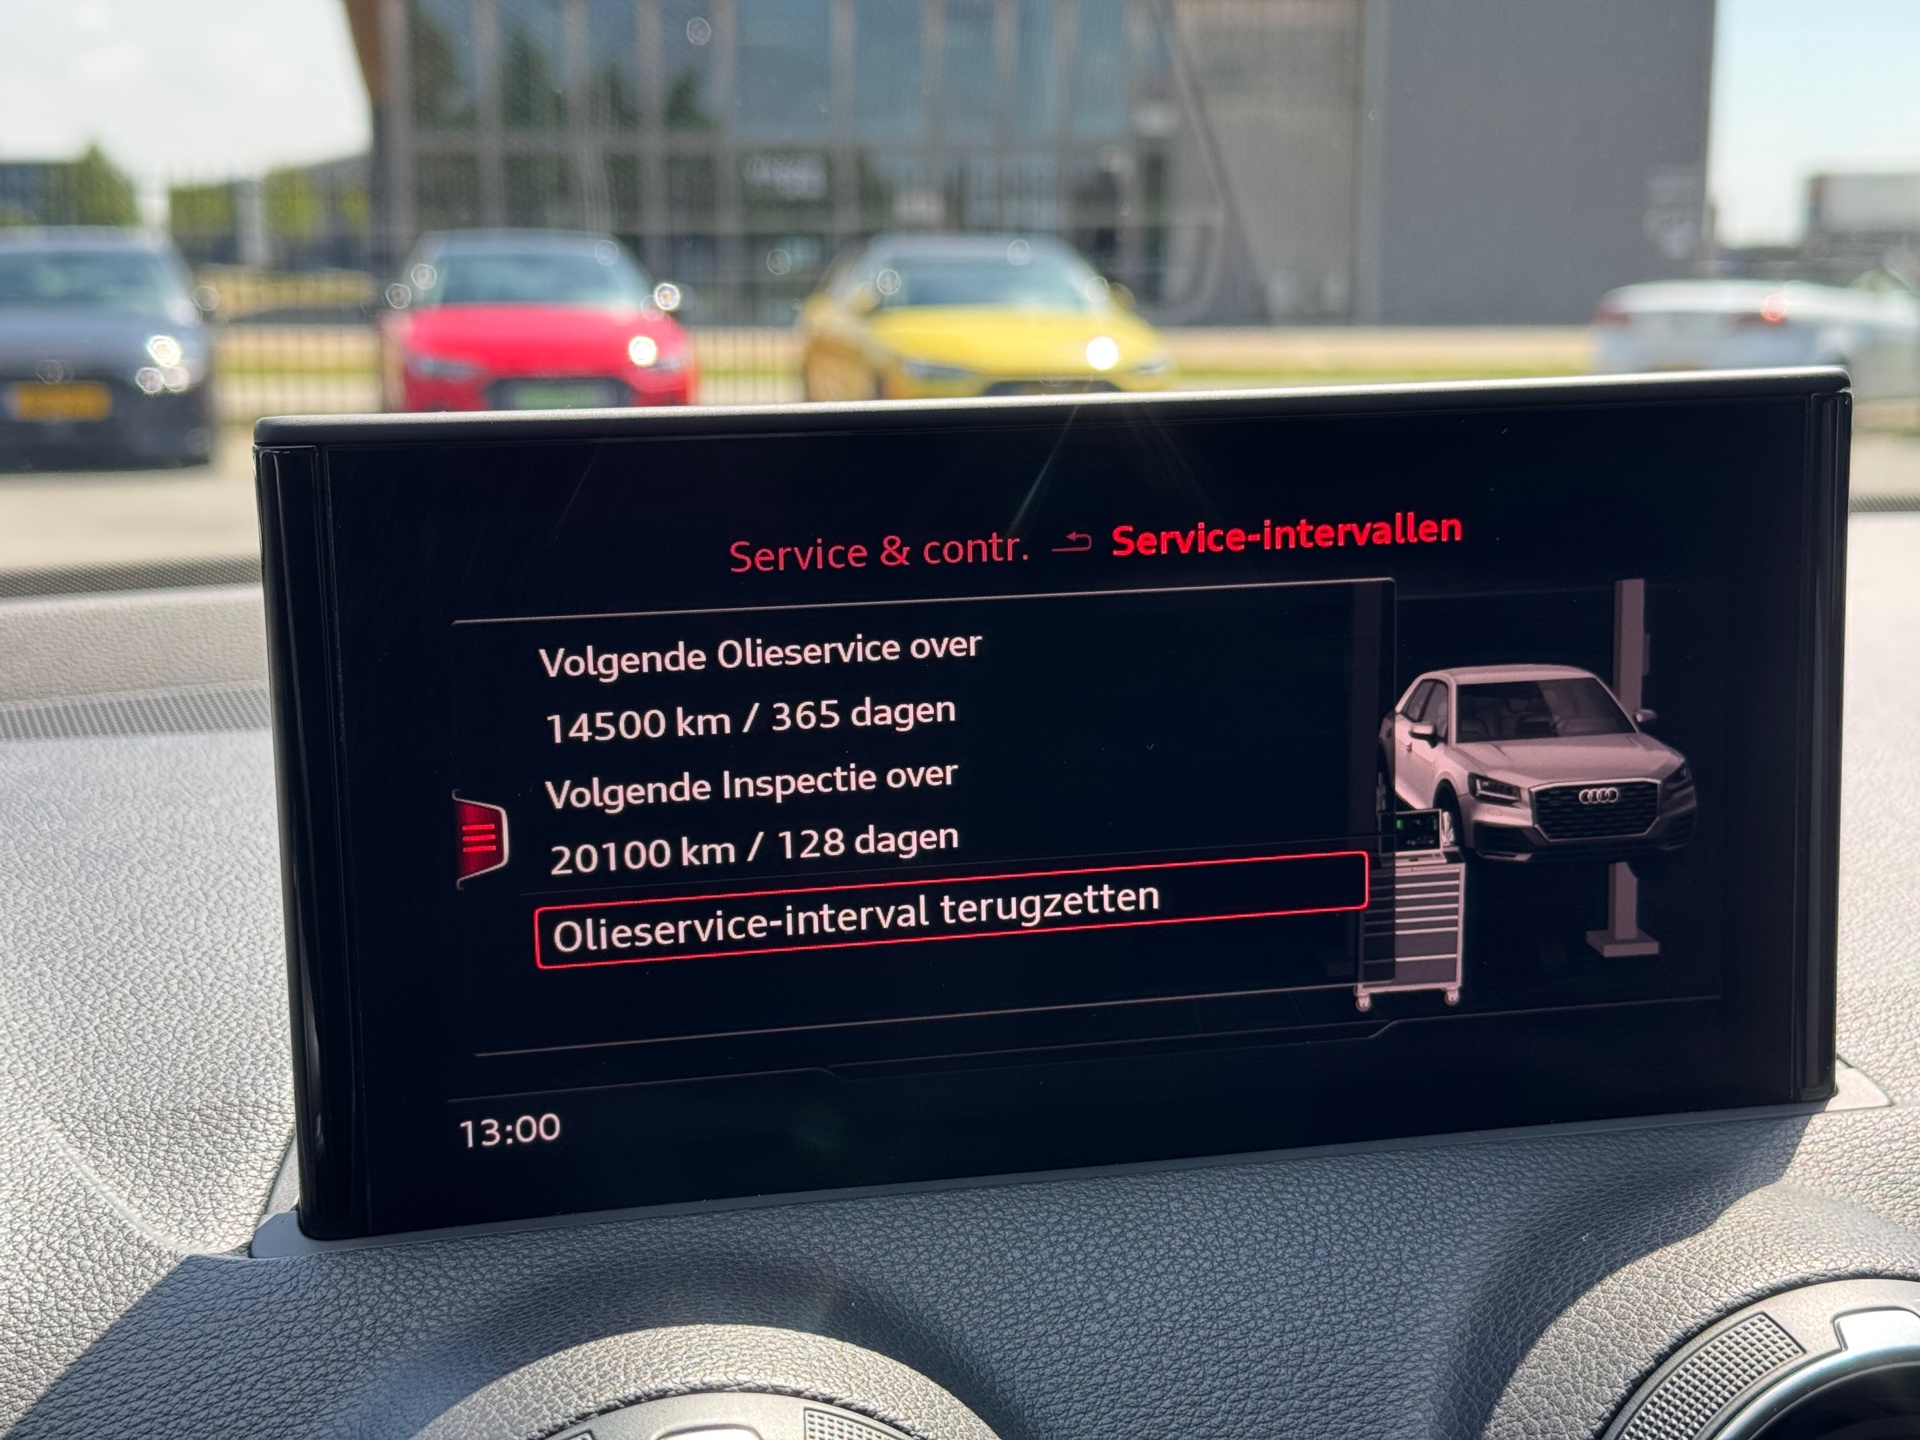 Service & contr. Service-intervallen
Volgende Olieservice over
14500 km / 365 dagen
Volgende Inspectie over
20100 km / 128 dagen
Olieservice-interval terugzetten
13:00